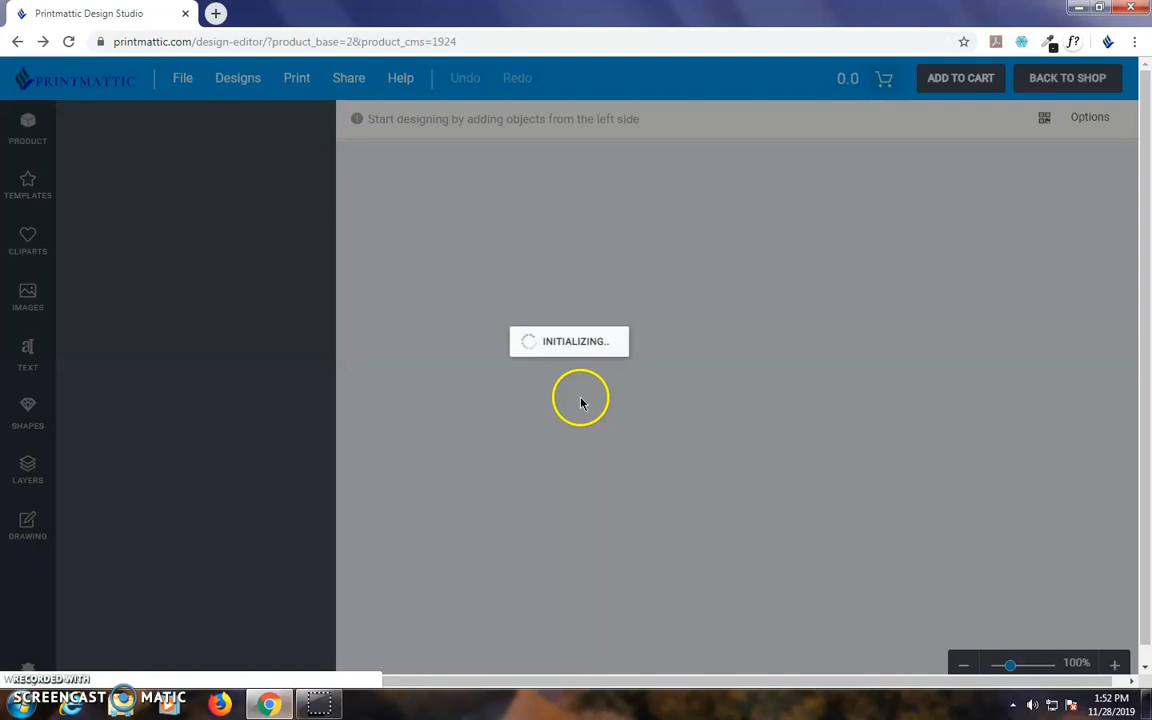 Printmattic Design Studio
printmattic.com/design-editor/?product_base=2&product_cms=1924
PRINTMATTIC
File
Designs
Print
Share
Help
Undo
Redo
0.0
ADD TO CART
BACK TO SHOP
Start designing by adding objects from the left side
Options
PRODUCT
TEMPLATES
CLIPARTS
IMAGES
TEXT
SHAPES
LAYERS
DRAWING
INITIALIZING..
100%
RECORDED WITH
SCREENCAST MATIC
1:52 PM
11/28/2019